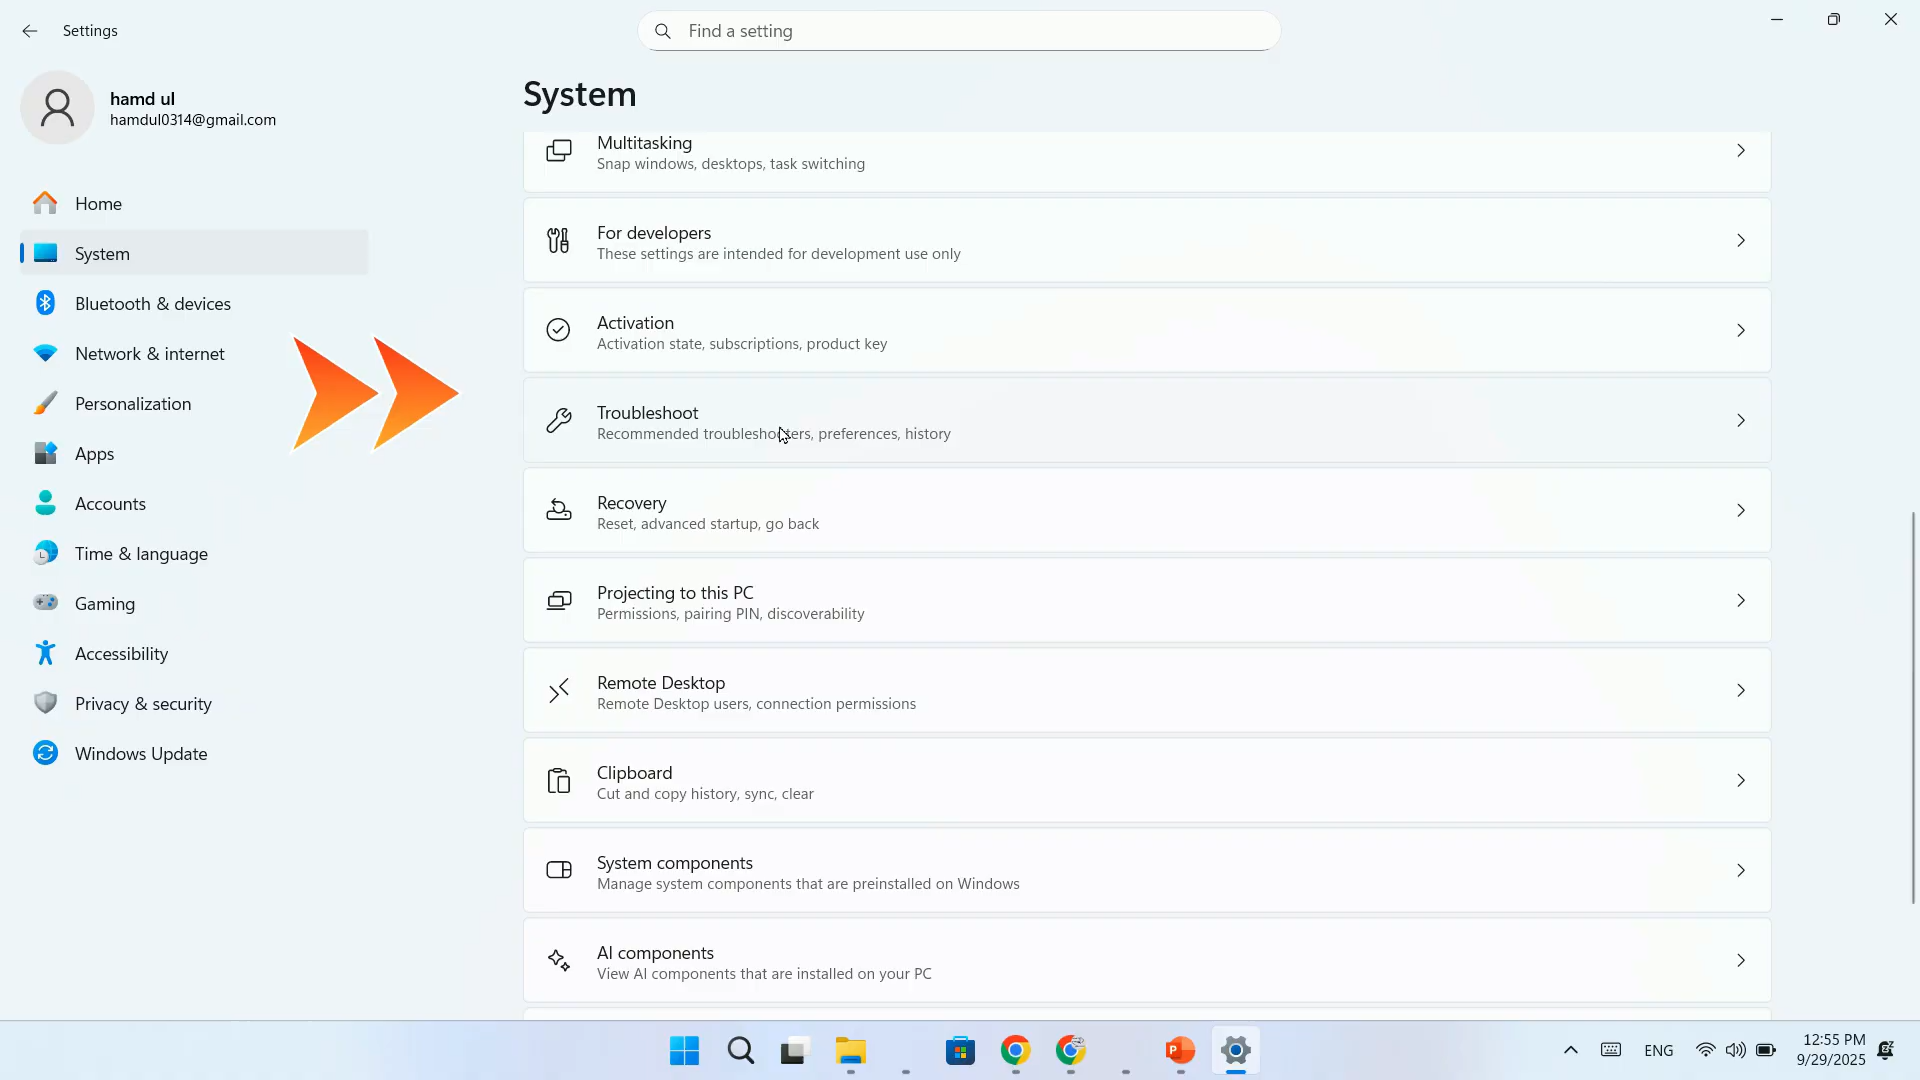 Settings
Find a setting
hamd ul
hamdul0314@gmail.com
Home
System
Bluetooth & devices
Network & internet
Personalization
Apps
Accounts
Time & language
Gaming
Accessibility
Privacy & security
Windows Update
System
Multitasking
Snap windows, desktops, task switching
For developers
These settings are intended for development use only
Activation
Activation state, subscriptions, product key
Troubleshoot
Recommended troubleshooters, preferences, history
Recovery
Reset, advanced startup, go back
Projecting to this PC
Permissions, pairing PIN, discoverability
Remote Desktop
Remote Desktop users, connection permissions
Clipboard
Cut and copy history, sync, clear
System components
Manage system components that are preinstalled on Windows
AI components
View AI components that are installed on your PC
ENG
12:55 PM
9/29/2025